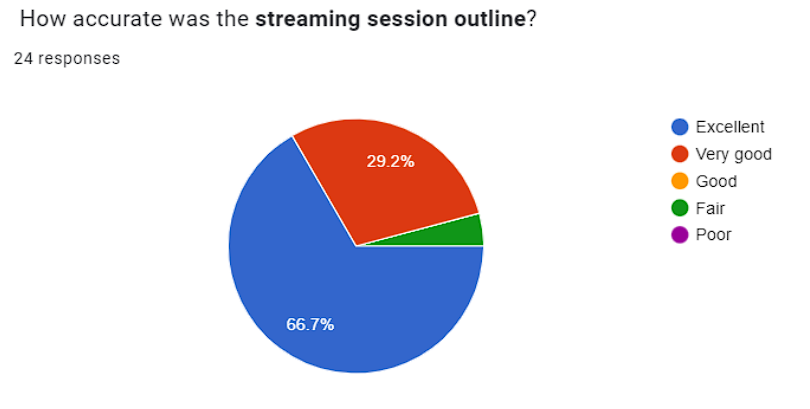 How accurate was the streaming session outline?
24 responses
Excellent
Very good
Good
Fair
Poor
29.2%
66.7%